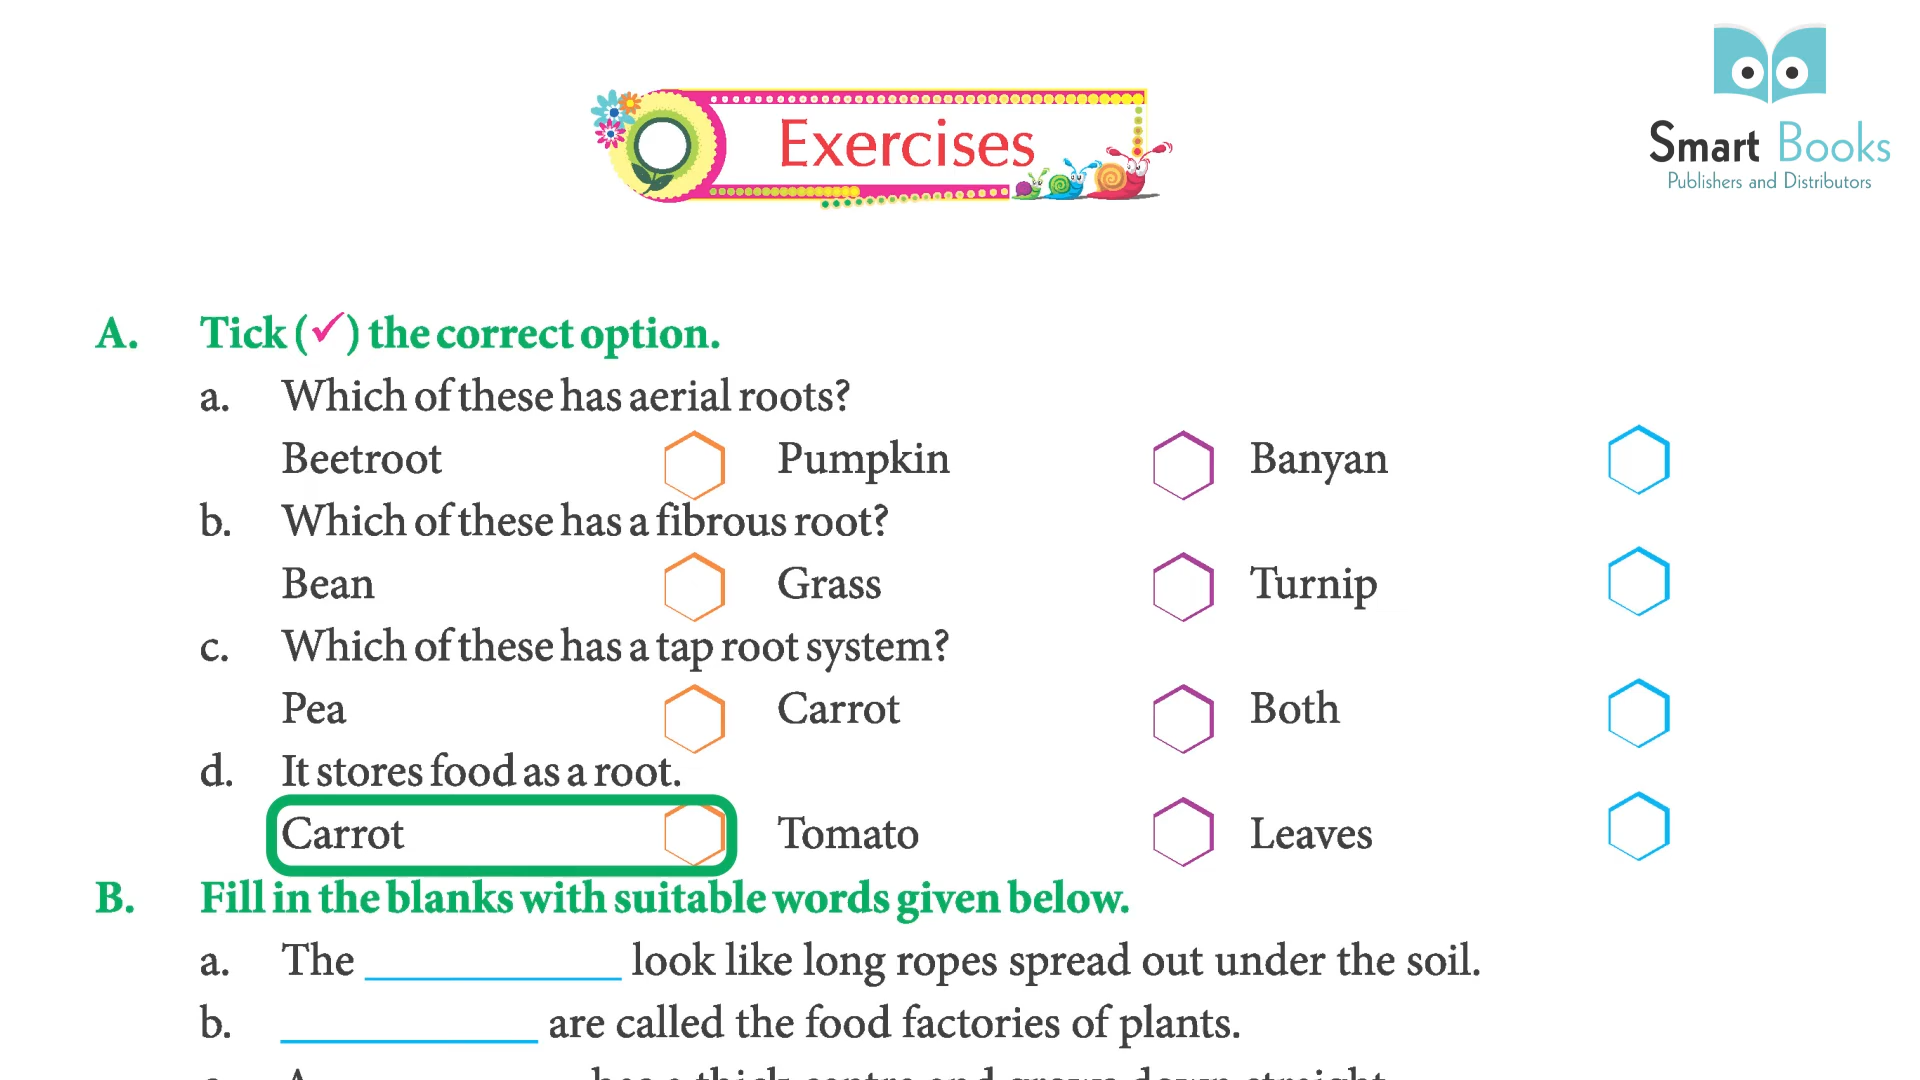 Smart Books
Publishers and Distributors
Exercises
A. Tick (✓) the correct option.
a. Which of these has aerial roots?
Beetroot Pumpkin Banyan
b. Which of these has a fibrous root?
Bean Grass Turnip
c. Which of these has a tap root system?
Pea Carrot Both
d. It stores food as a root.
Carrot Tomato Leaves
B. Fill in the blanks with suitable words given below.
a. The ____________ look like long ropes spread out under the soil.
b. ____________ are called the food factories of plants.